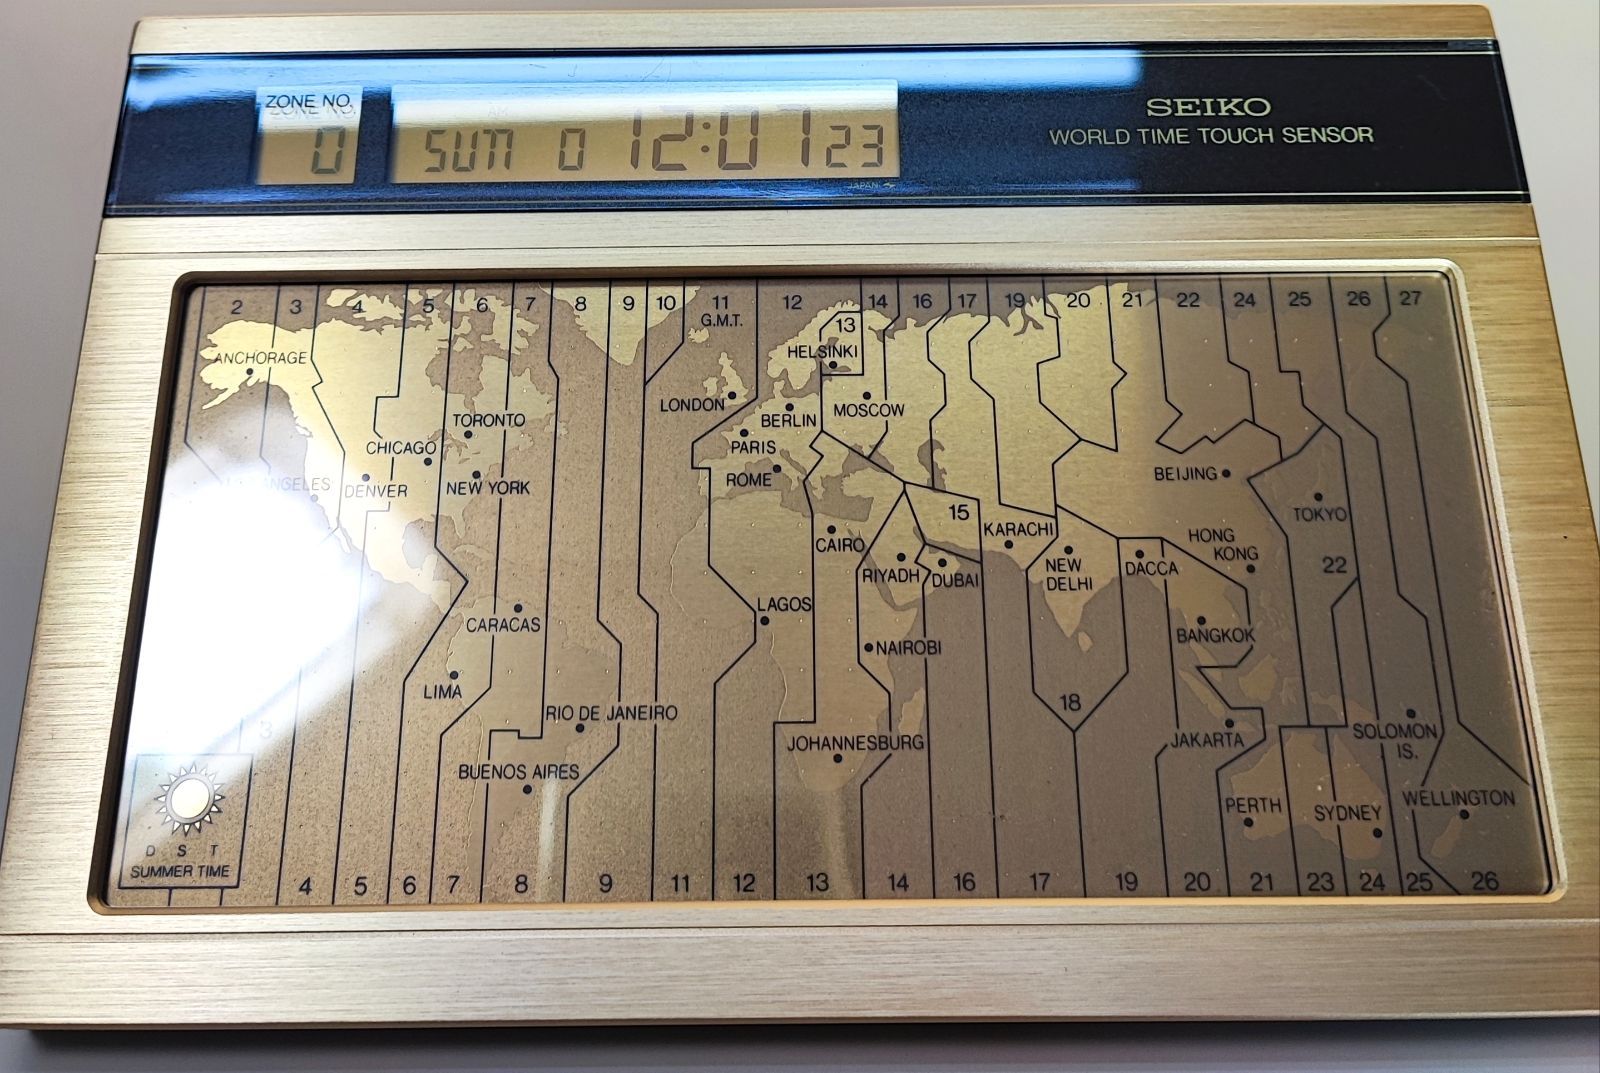 ZONE NO.
0
AM
SUN 0 12:01 23
SEIKO
WORLD TIME TOUCH SENSOR
JAPAN
2 3 4 5 6 7 8 9 10 11 12 14 16 17 19 20 21 22 24 25 26 27
G.M.T.
13
HELSINKI
ANCHORAGE
LONDON
BERLIN
MOSCOW
TORONTO
CHICAGO
PARIS
ROME
BEIJING
LOS ANGELES
DENVER
NEW YORK
15
TOKYO
KARACHI
CAIRO
HONG
KONG
RIYADH
DUBAI
NEW
DELHI
DACCA
22
LAGOS
CARACAS
BANGKOK
NAIROBI
LIMA
18
RIO DE JANEIRO
3
JOHANNESBURG
JAKARTA
SOLOMON
IS.
BUENOS AIRES
PERTH
SYDNEY
WELLINGTON
D S T
SUMMER TIME
4 5 6 7 8 9 11 12 13 14 16 17 19 20 21 23 24 25 26